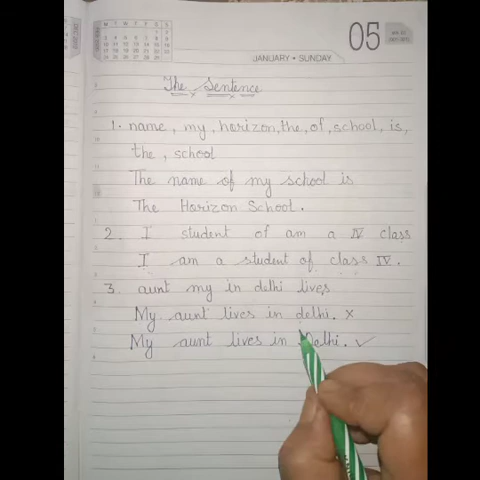 05
JANUARY • SUNDAY
The Sentence
1. name, my, horizon, the, of, school, is,
the, school
The name of my school is
The Horizon School.
2. I student of am a IV class
I am a student of class IV.
3. aunt my in delhi lives
My aunt lives in delhi. ×
My aunt lives in Delhi. ✓